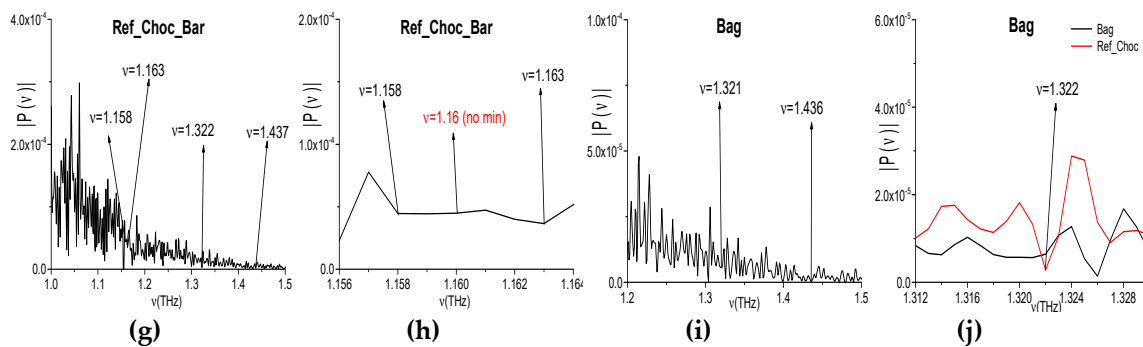 Ref_Choc_Bar
4.0x10⁻⁴
2.0x10⁻⁴
0.0
|P(ν)|
ν=1.158
ν=1.163
ν=1.322
ν=1.437
1.0 1.1 1.2 1.3 1.4 1.5
ν(THz)
(g)
Ref_Choc_Bar
2.0x10⁻⁴
1.0x10⁻⁴
0.0
|P(ν)|
ν=1.158
ν=1.16 (no min)
ν=1.163
1.156 1.158 1.160 1.162 1.164
ν(THz)
(h)
Bag
1.0x10⁻⁴
5.0x10⁻⁵
0.0
|P(ν)|
ν=1.321
ν=1.436
1.2 1.3 1.4 1.5
ν(THz)
(i)
Bag
6.0x10⁻⁵
4.0x10⁻⁵
2.0x10⁻⁵
0.0
|P(ν)|
Bag
Ref_Choc
ν=1.322
1.312 1.316 1.320 1.324 1.328
ν(THz)
(j)